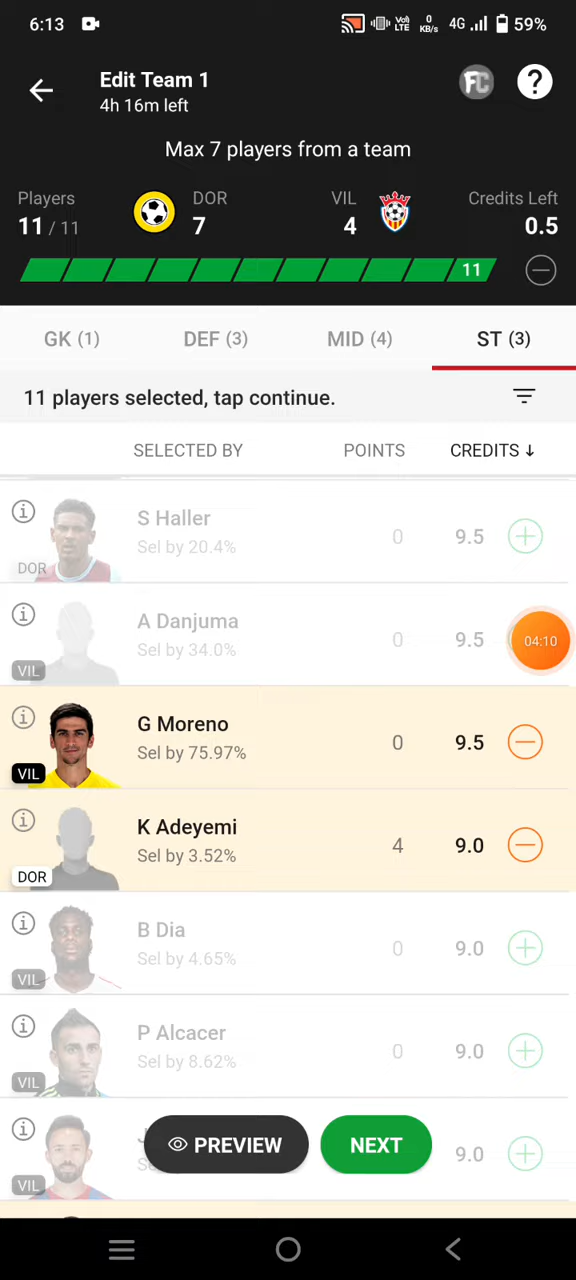 6:13
Vo) LTE
0 KB/s
4G
59%
Edit Team 1
4h 16m left
FC
?
Max 7 players from a team
Players
11 / 11
DOR
7
VIL
4
Credits Left
0.5
11
GK (1)
DEF (3)
MID (4)
ST (3)
11 players selected, tap continue.
SELECTED BY
POINTS
CREDITS ↓
S Haller
Sel by 20.4%
0
9.5
DOR
A Danjuma
Sel by 34.0%
0
9.5
VIL
04:10
G Moreno
Sel by 75.97%
0
9.5
VIL
K Adeyemi
Sel by 3.52%
4
9.0
DOR
B Dia
Sel by 4.65%
0
9.0
VIL
P Alcacer
Sel by 8.62%
0
9.0
VIL
9.0
VIL
PREVIEW
NEXT